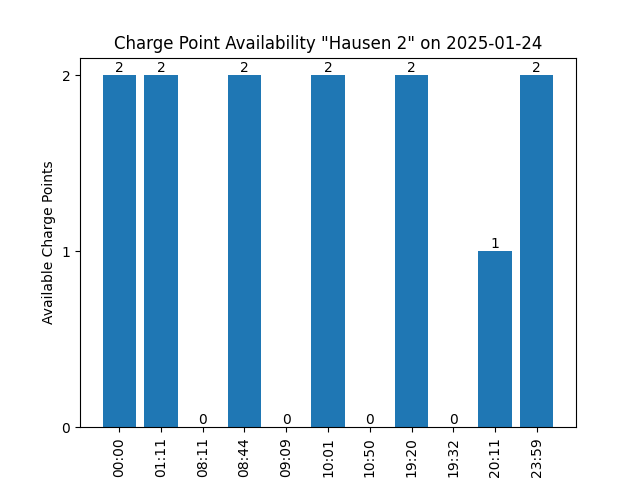 Charge Point Availability "Hausen 2" on 2025-01-24
Available Charge Points
2
1
0
2 2 0 2 0 2 0 2 0 1 2
00:00 01:11 08:11 08:44 09:09 10:01 10:50 19:20 19:32 20:11 23:59